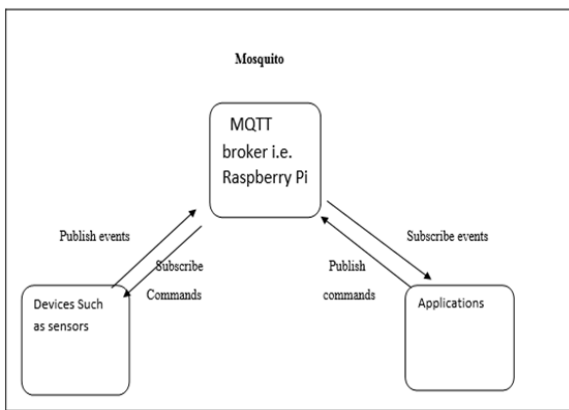 Mosquito
MQTT
broker i.e.
Raspberry Pi
Publish events
Subscribe
Commands
Subscribe events
Publish
commands
Devices Such
as sensors
Applications